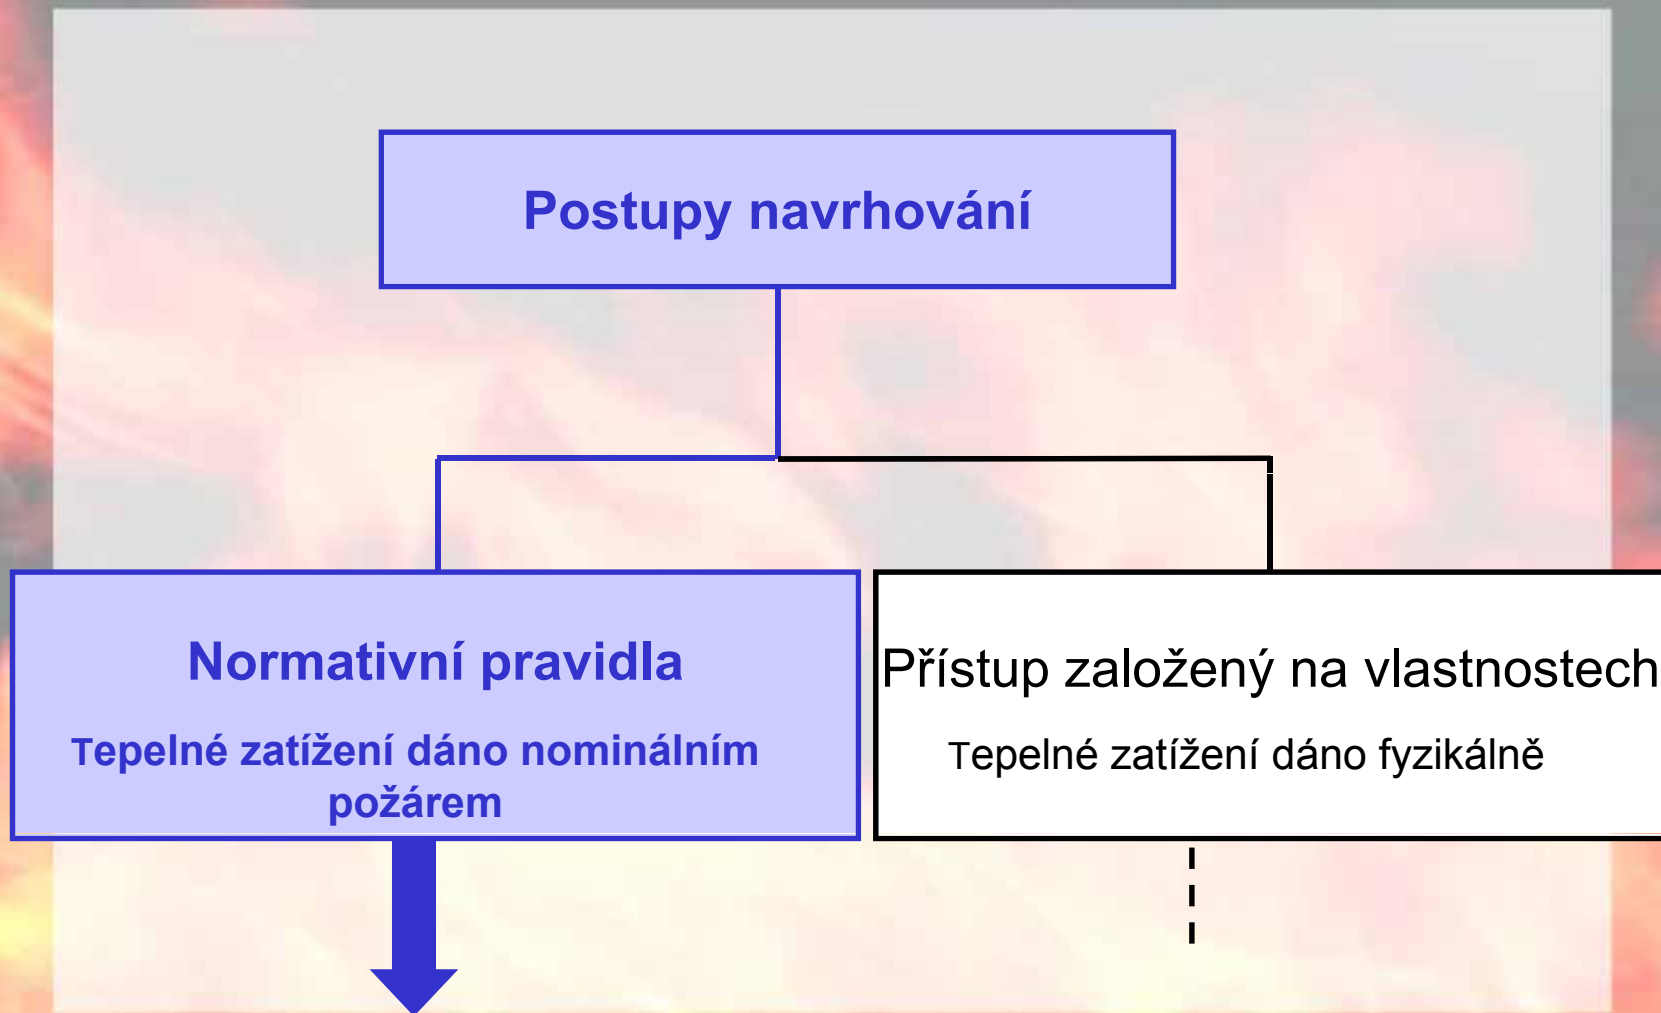 Postupy navrhování
Normativní pravidla
Tepelné zatížení dáno nominálním
požárem
Přístup založený na vlastnostech
Tepelné zatížení dáno fyzikálně